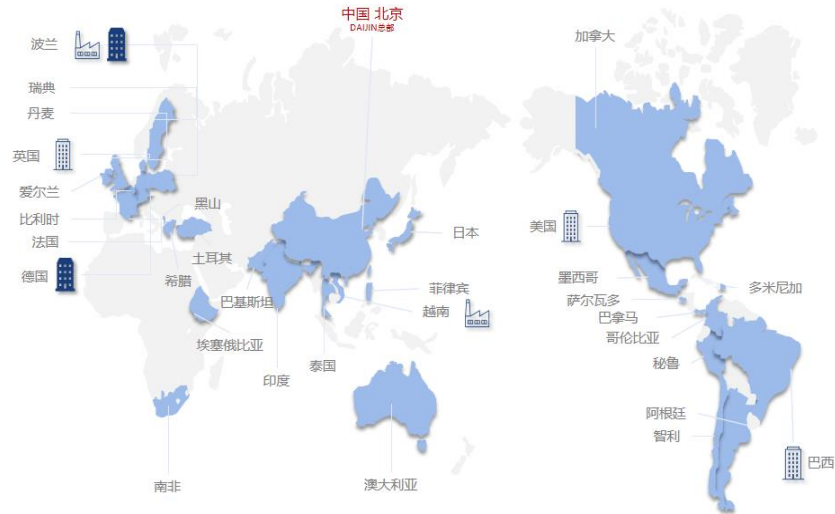 中国 北京
DAIJIN总部
波兰
瑞典
丹麦
英国
爱尔兰
比利时
法国
德国
黑山
土耳其
希腊
巴基斯坦
埃塞俄比亚
印度
泰国
南非
日本
菲律宾
越南
澳大利亚
加拿大
美国
墨西哥
萨尔瓦多
巴拿马
哥伦比亚
多米尼加
秘鲁
阿根廷
智利
巴西